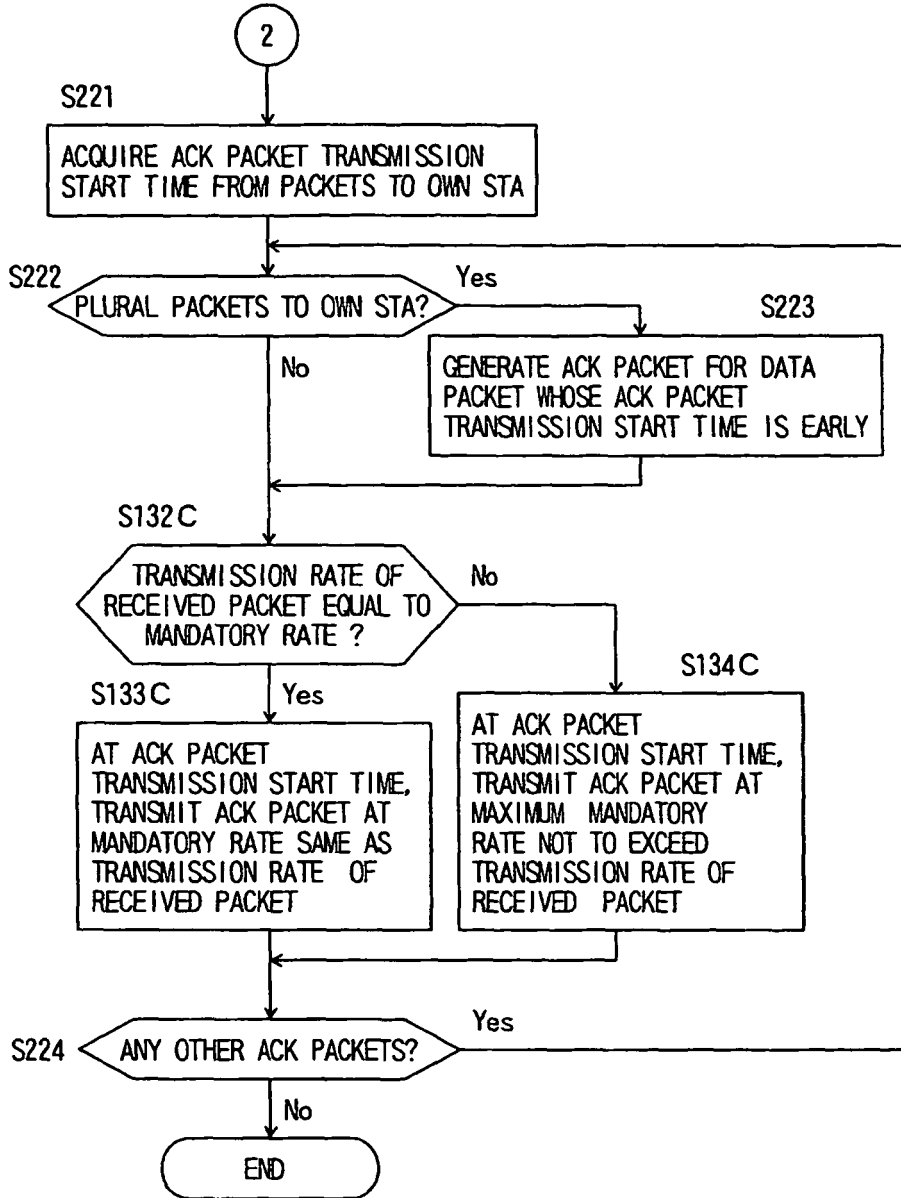 2
S221
ACQUIRE ACK PACKET TRANSMISSION
START TIME FROM PACKETS TO OWN STA
S222
PLURAL PACKETS TO OWN STA?
Yes
No
S223
GENERATE ACK PACKET FOR DATA
PACKET WHOSE ACK PACKET
TRANSMISSION START TIME IS EARLY
S132C
TRANSMISSION RATE OF
RECEIVED PACKET EQUAL TO
MANDATORY RATE ?
No
Yes
S133C
AT ACK PACKET
TRANSMISSION START TIME,
TRANSMIT ACK PACKET AT
MANDATORY RATE SAME AS
TRANSMISSION RATE OF
RECEIVED PACKET
S134C
AT ACK PACKET
TRANSMISSION START TIME,
TRANSMIT ACK PACKET AT
MAXIMUM MANDATORY
RATE NOT TO EXCEED
TRANSMISSION RATE OF
RECEIVED PACKET
S224
ANY OTHER ACK PACKETS?
Yes
No
END